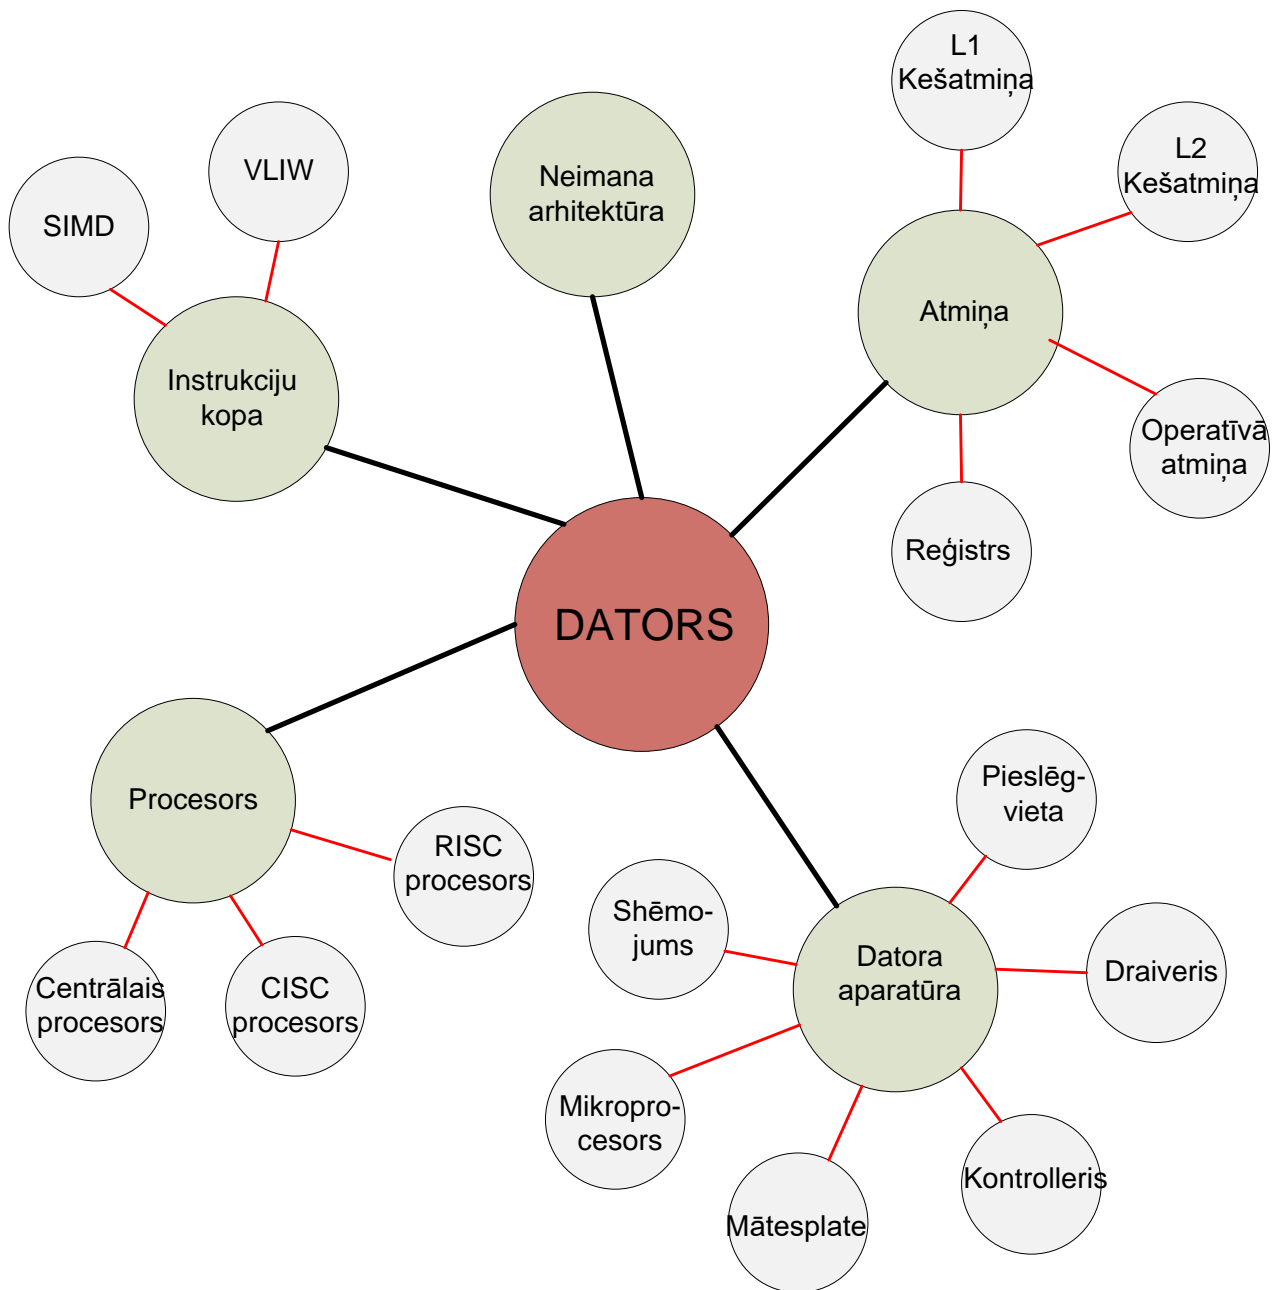 L1
Kešatmiņa
L2
Kešatmiņa
VLIW
SIMD
Neimana
arhitektūra
Atmiņa
Instrukciju
kopa
Operatīvā
atmiņa
Reģistrs
DATORS
Procesors
Pieslēg-
vieta
RISC
procesors
Shēmo-
jums
Datora
aparatūra
Draiveris
Centrālais
procesors
CISC
procesors
Mikropro-
cesors
Kontrolleris
Mātesplate